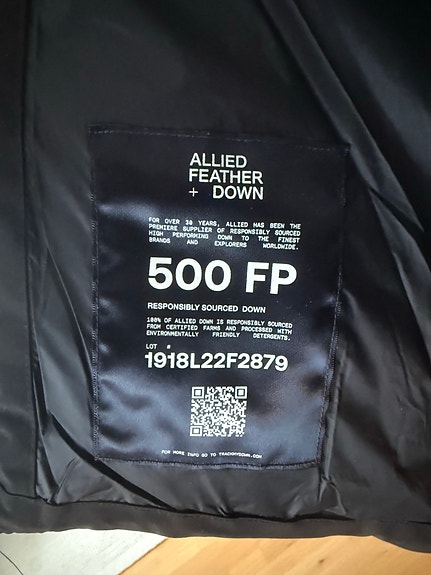 ALLIED
FEATHER
+ DOWN
FOR OVER 30 YEARS, ALLIED HAS BEEN THE
PREMIERE SUPPLIER OF RESPONSIBLY SOURCED
HIGH PERFORMING DOWN TO THE FINEST
BRANDS AND EXPLORERS WORLDWIDE.
500 FP
RESPONSIBLY SOURCED DOWN
100% OF ALLIED DOWN IS RESPONSIBLY SOURCED
FROM CERTIFIED FARMS AND PROCESSED WITH
ENVIRONMENTALLY FRIENDLY DETERGENTS.
LOT #
1918L22F2879
FOR MORE INFO GO TO TRACKMYDOWN.COM